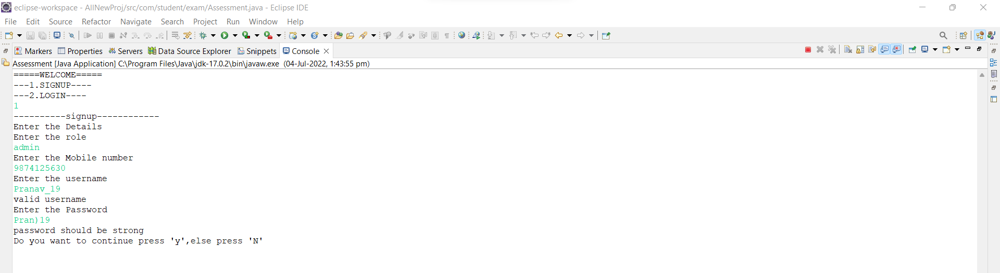 eclipse-workspace - AllNewProj/src/com/student/exam/Assessment.java - Eclipse IDE
File Edit Source Refactor Navigate Search Project Run Window Help
Markers Properties Servers Data Source Explorer Snippets Console
Assessment [Java Application] C:\Program Files\Java\jdk-17.0.2\bin\javaw.exe (04-Jul-2022, 1:43:55 pm)
=====WELCOME=====
---1.SIGNUP----
---2.LOGIN----
1
----------signup------------
Enter the Details
Enter the role
admin
Enter the Mobile number
9874125630
Enter the username
Pranav_19
valid username
Enter the Password
Pran)19
password should be strong
Do you want to continue press 'y',else press 'N'